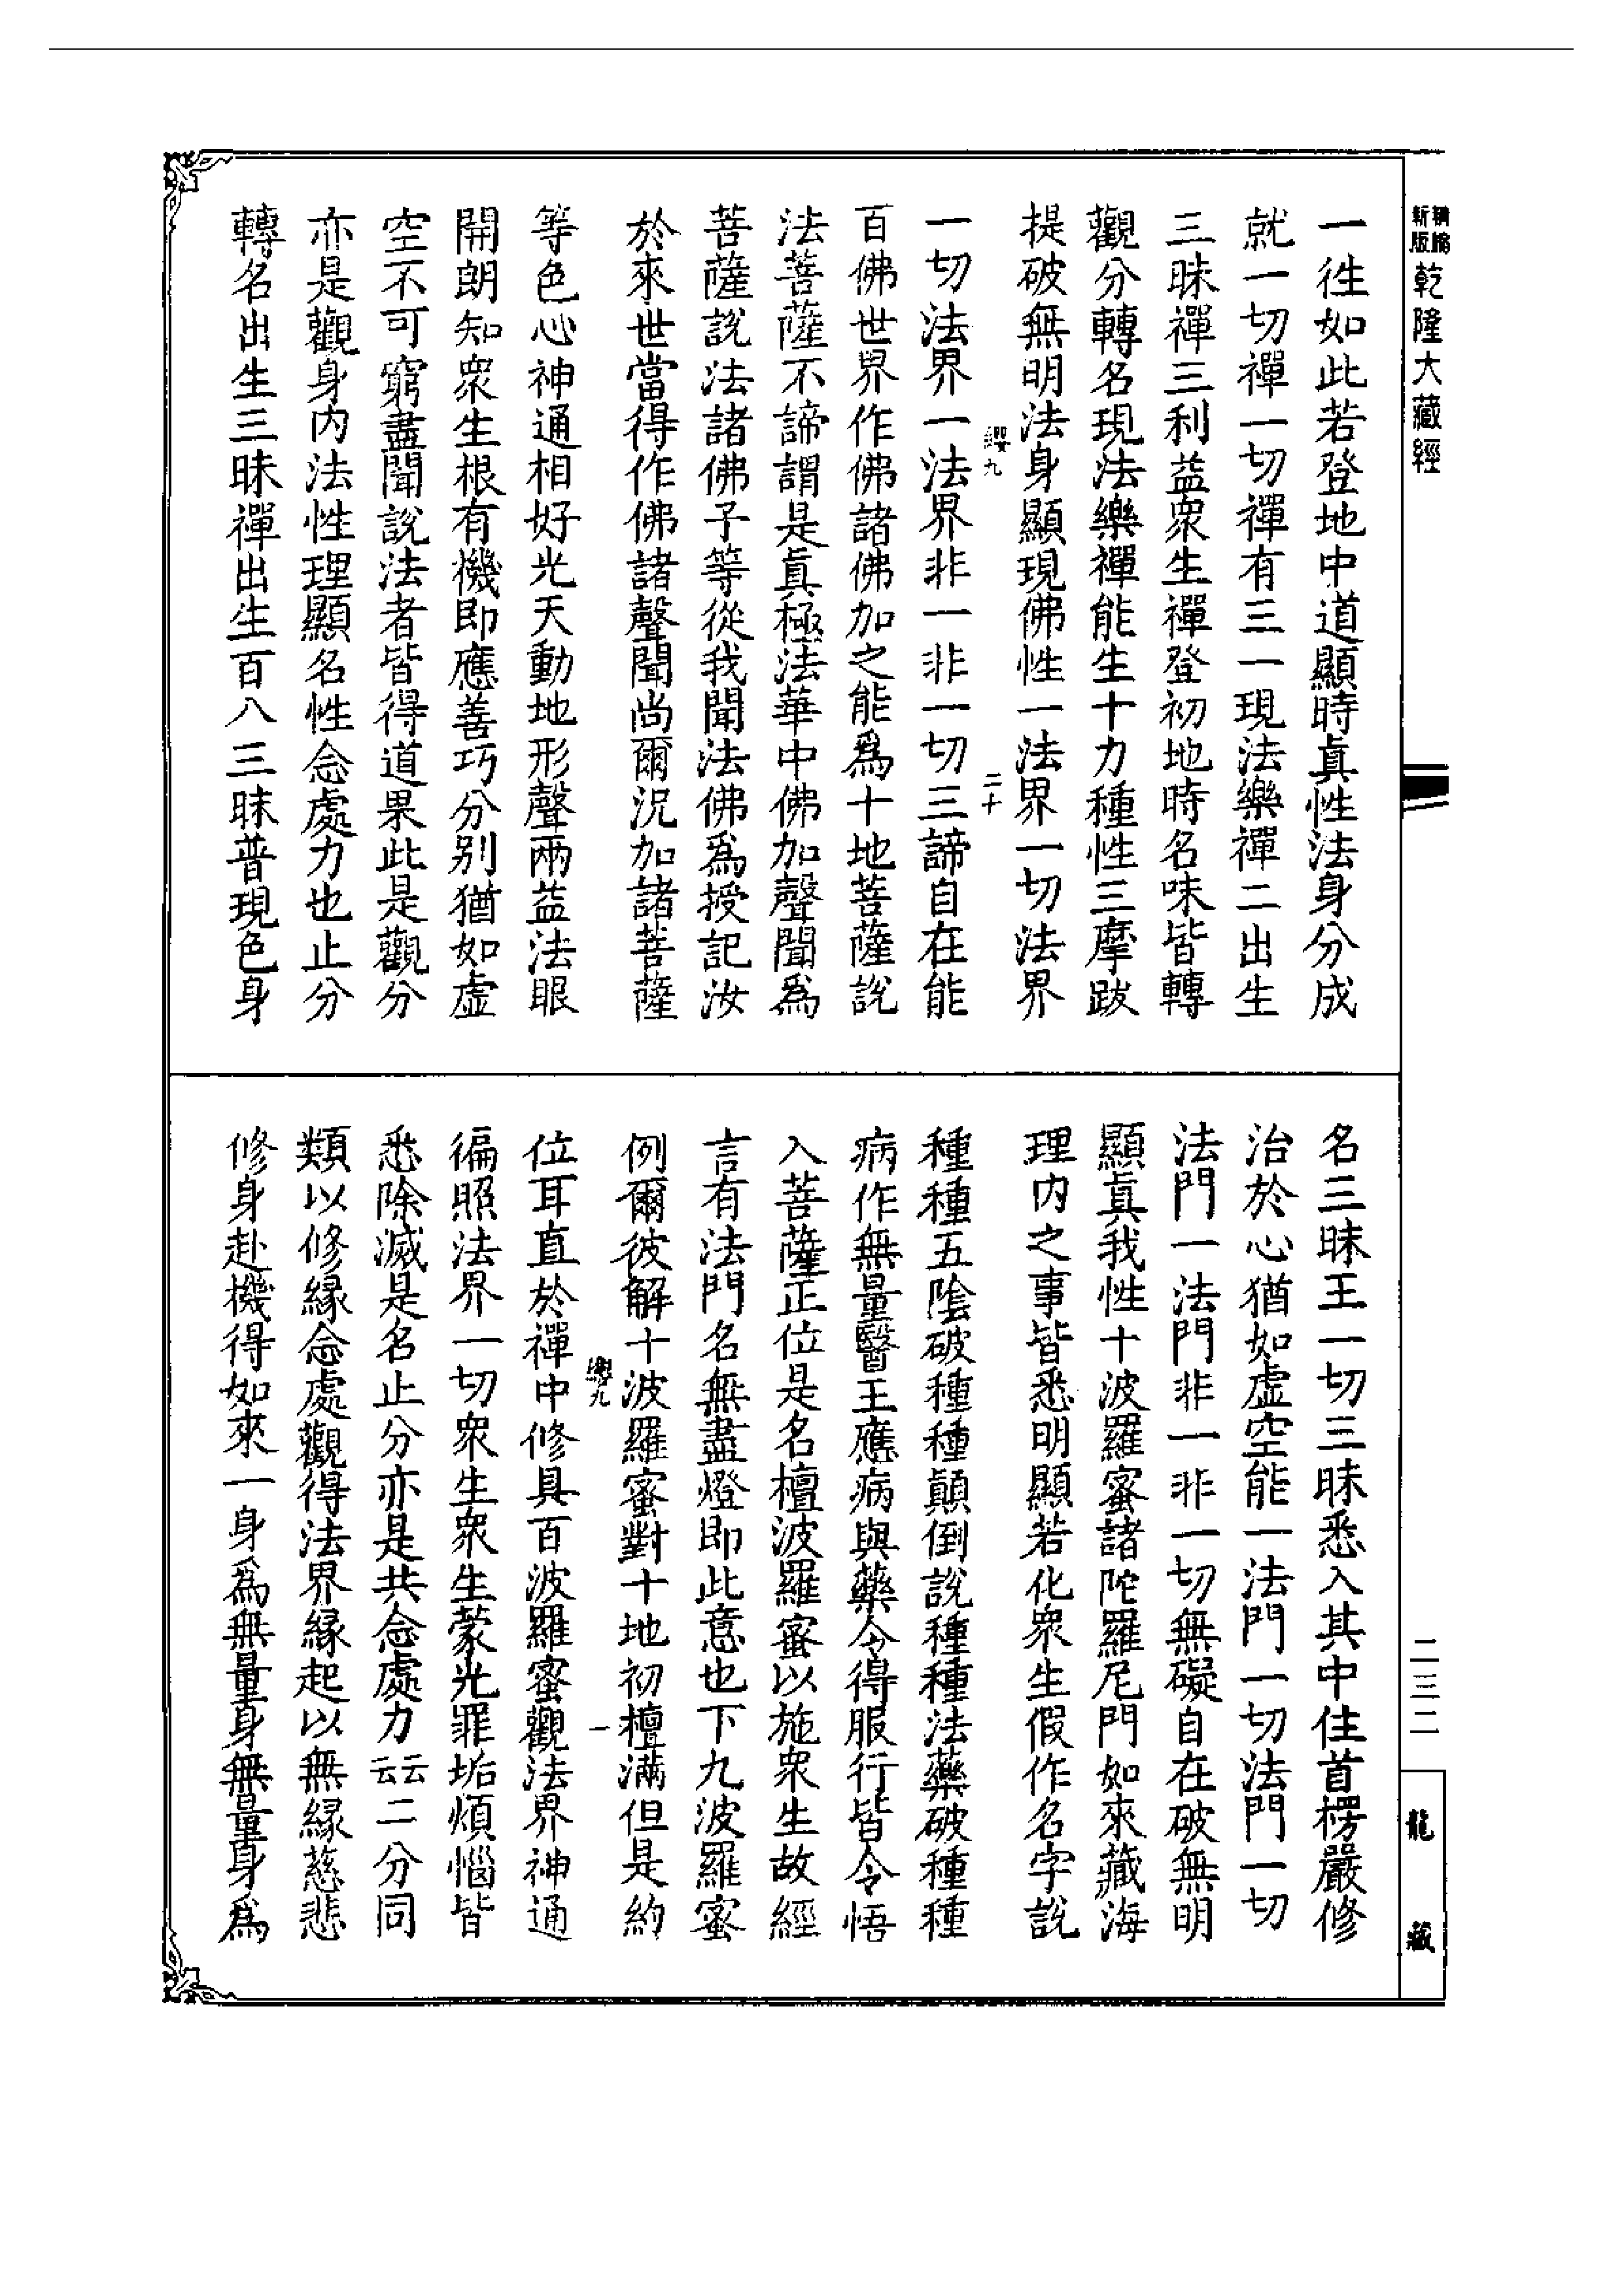 新版精縮 乾隆大藏經
一往如此若登地中道顯時眞性法身分成
就一切禪一切禪有三一現法樂禪二出生
三昧禪三利益衆生禪登初地時名味皆轉
觀分轉名現法樂禪能生十力種性三摩跋
提破無明法身顯現佛性一法界一切法界
纓九 二十
一切法界一法界非一非一切三諦自在能
百佛世界作佛諸佛加之能爲十地菩薩說
法菩薩不諦謂是眞極法華中佛加聲聞爲
菩薩說法諸佛子等從我聞法佛爲授記汝
於來世當得作佛諸聲聞尚爾況加諸菩薩
等色心神通相好光天動地形聲兩益法眼
開朗知衆生根有機即應善巧分別猶如虛
空不可窮盡聞說法者皆得道果此是觀分
亦是觀身内法性理顯名性念處力也止分
轉名出生三昧禪出生百八三昧普現色身
名三昧王一切三昧悉入其中住首楞嚴修
治於心猶如虛空能一法門一切法門一切
法門一法門非一非一切無礙自在破無明
顯眞我性十波羅蜜諸陀羅尼門如來藏海
理内之事皆悉明顯若化衆生假作名字說
種種五陰破種種顛倒說種種法藥破種種
病作無量醫王應病與藥令得服行皆令悟
入菩薩正位是名檀波羅蜜以施衆生故經
言有法門名無盡燈即此意也下九波羅蜜
例爾彼解十波羅蜜對十地初檀滿但是約
纓九 一
位耳直於禪中修具百波羅蜜觀法界神通
徧照法界一切衆生衆生蒙光罪垢煩惱皆
悉除滅是名止分亦是共念處力云云二分同
類以修緣念處觀得法界緣起以無緣慈悲
修身赴機得如來一身爲無量身無量身爲
二三二
龍藏